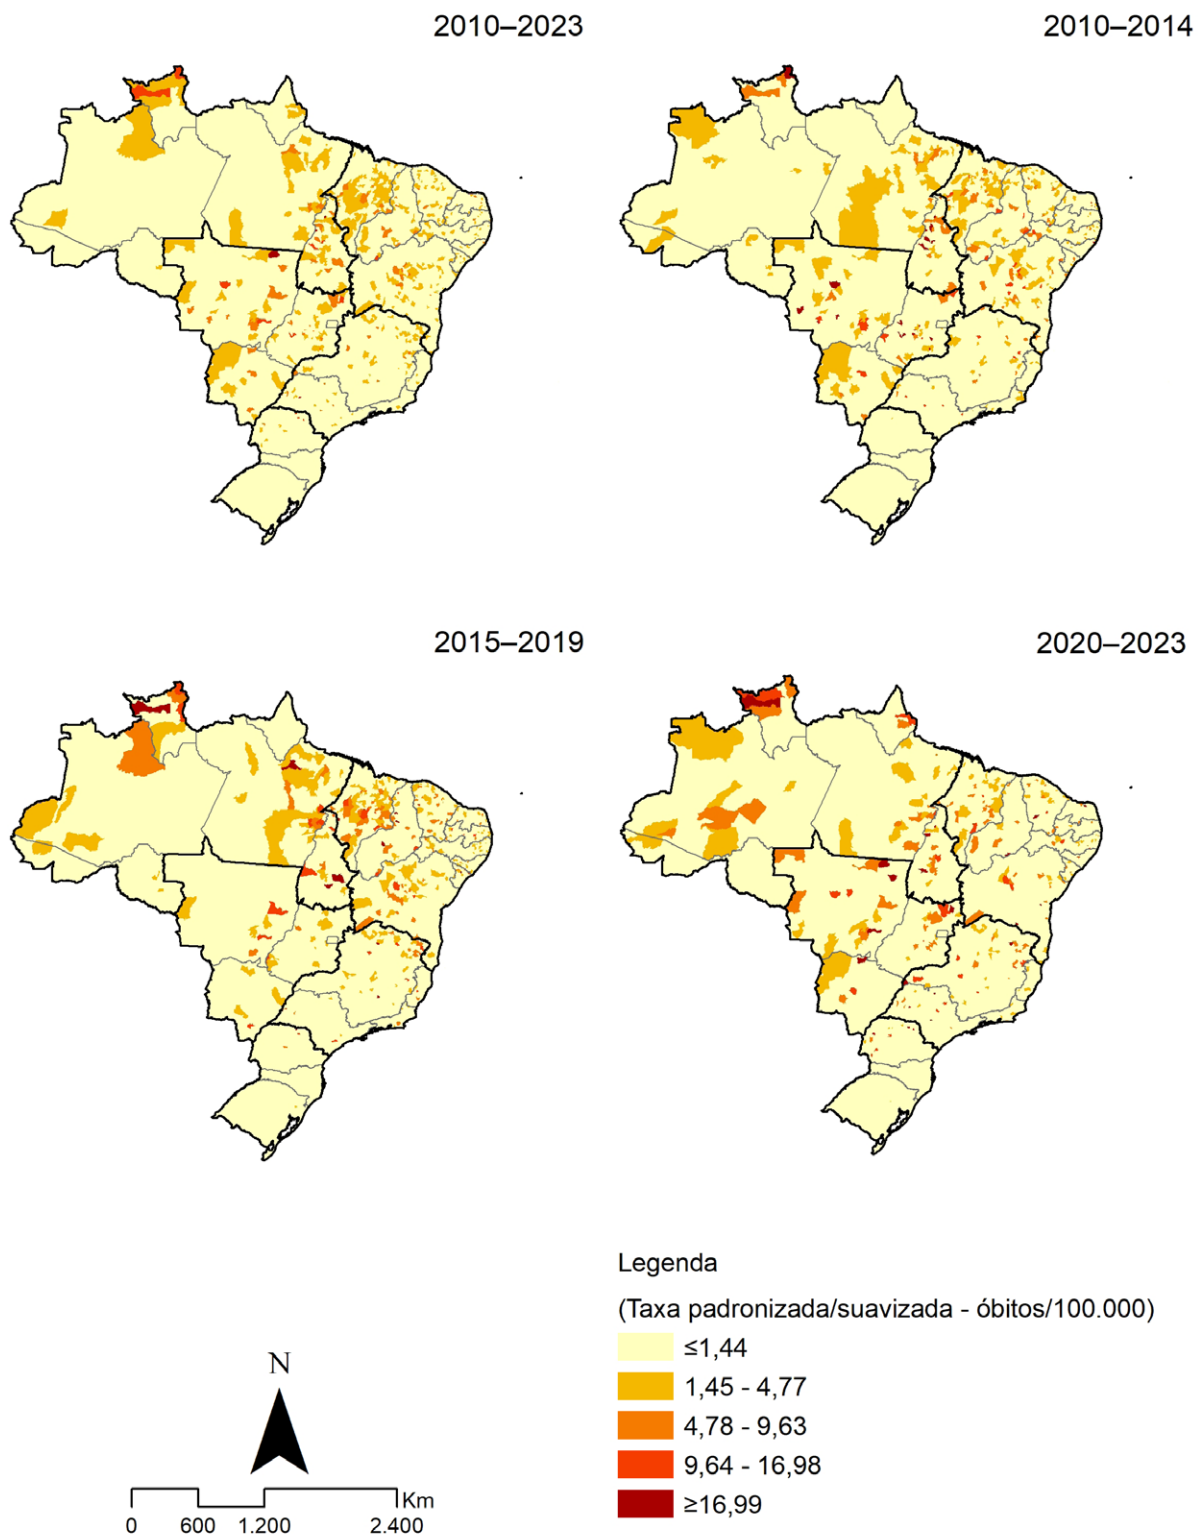 2010–2023
2010–2014
2015–2019
2020–2023
Legenda
(Taxa padronizada/suavizada - óbitos/100.000)
≤1,44
1,45 - 4,77
4,78 - 9,63
9,64 - 16,98
≥16,99
N
Km
0 600 1.200 2.400